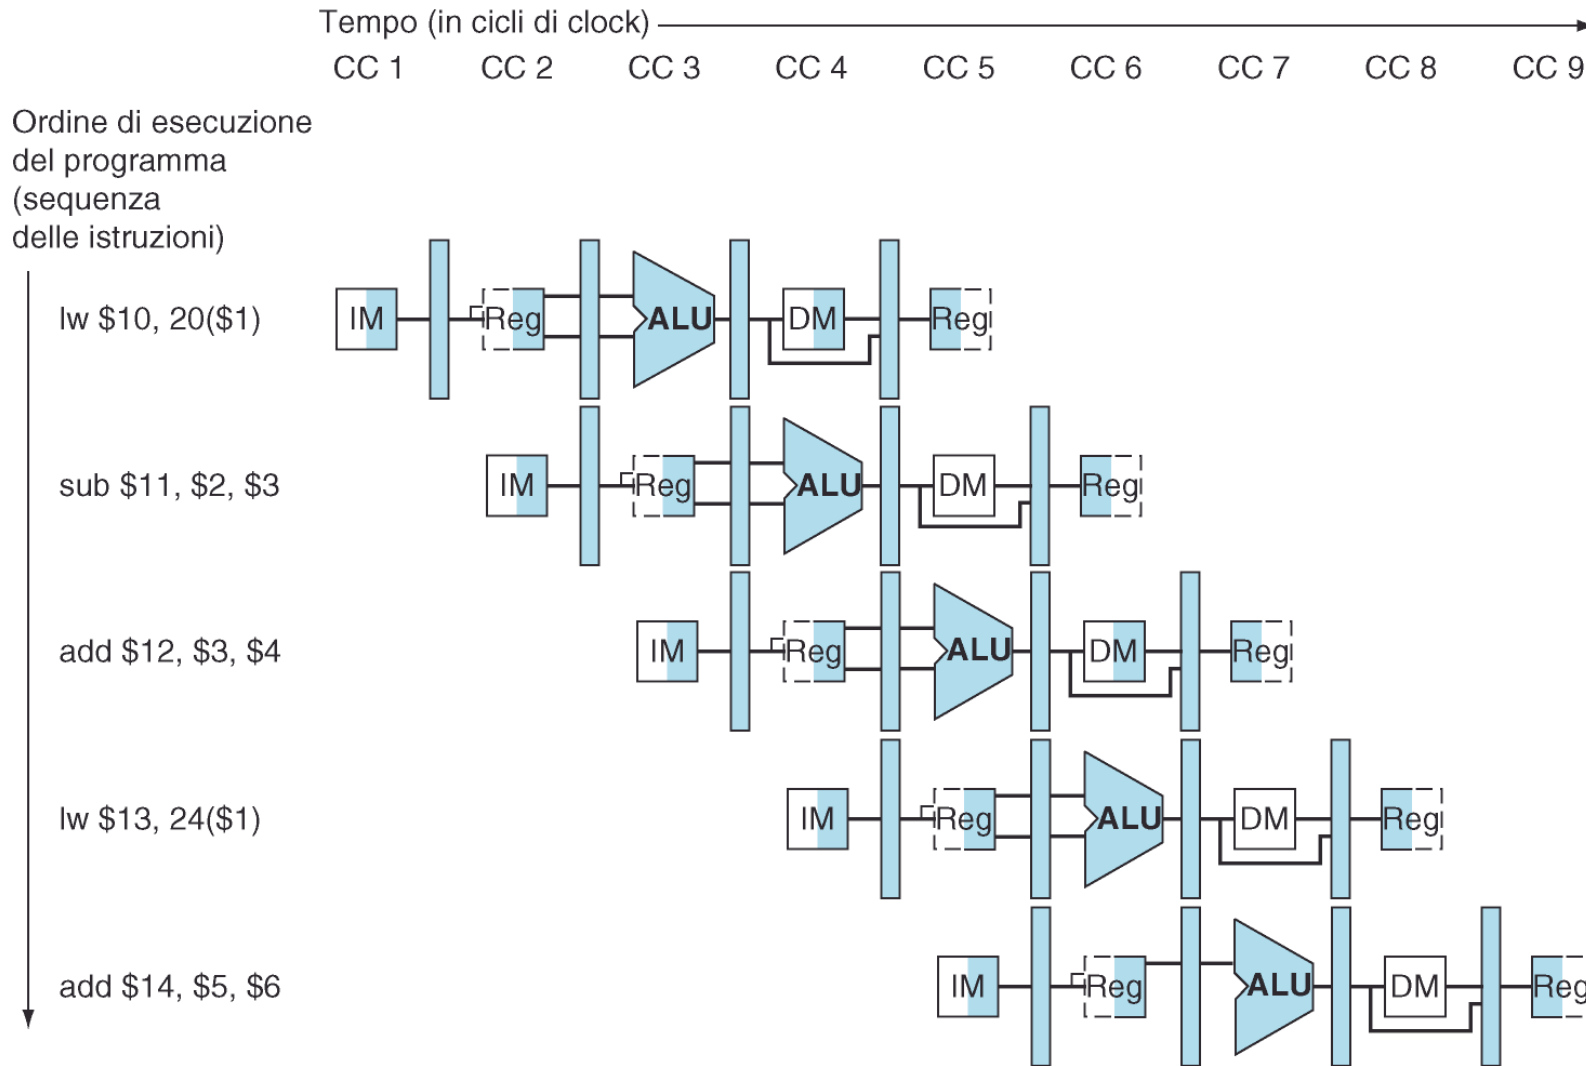 Tempo (in cicli di clock)
CC 1 CC 2 CC 3 CC 4 CC 5 CC 6 CC 7 CC 8 CC 9
Ordine di esecuzione
del programma
(sequenza
delle istruzioni)
lw $10, 20($1) IM Reg ALU DM Reg
sub $11, $2, $3 IM Reg ALU DM Reg
add $12, $3, $4 IM Reg ALU DM Reg
lw $13, 24($1) IM Reg ALU DM Reg
add $14, $5, $6 IM Reg ALU DM Reg